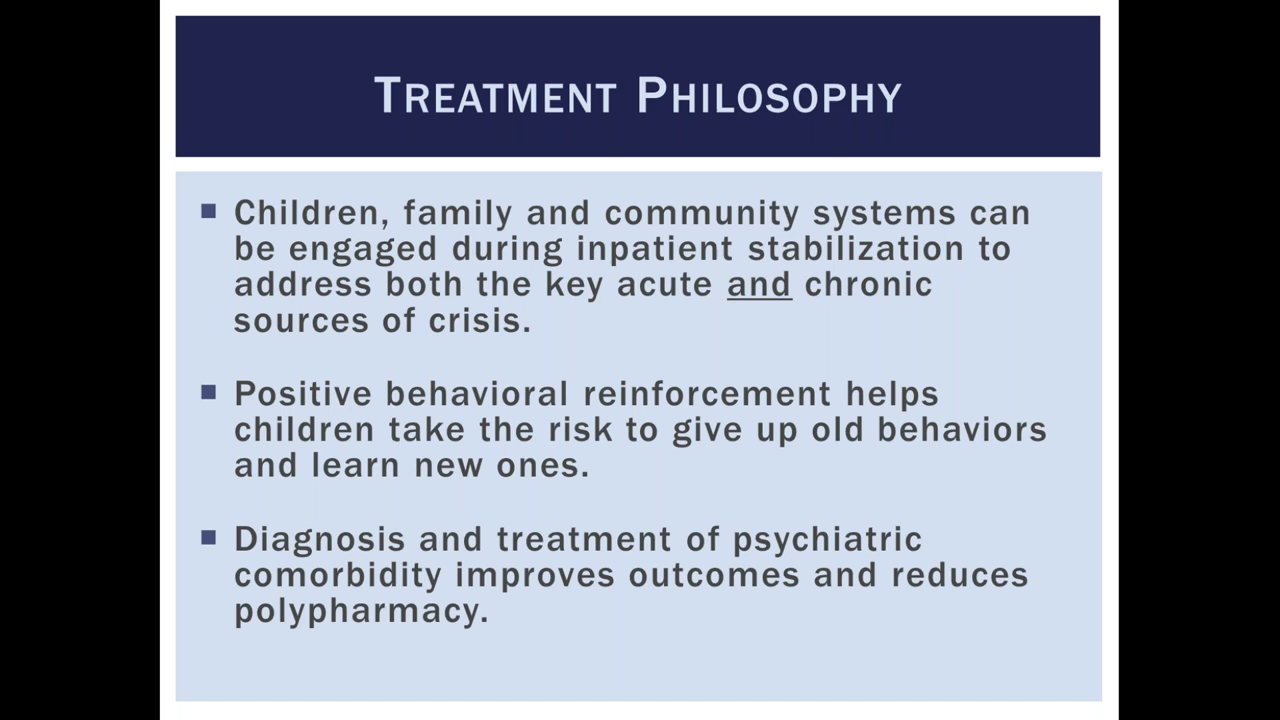 Treatment Philosophy
Children, family and community systems can
be engaged during inpatient stabilization to
address both the key acute and chronic
sources of crisis.
Positive behavioral reinforcement helps
children take the risk to give up old behaviors
and learn new ones.
Diagnosis and treatment of psychiatric
comorbidity improves outcomes and reduces
polypharmacy.